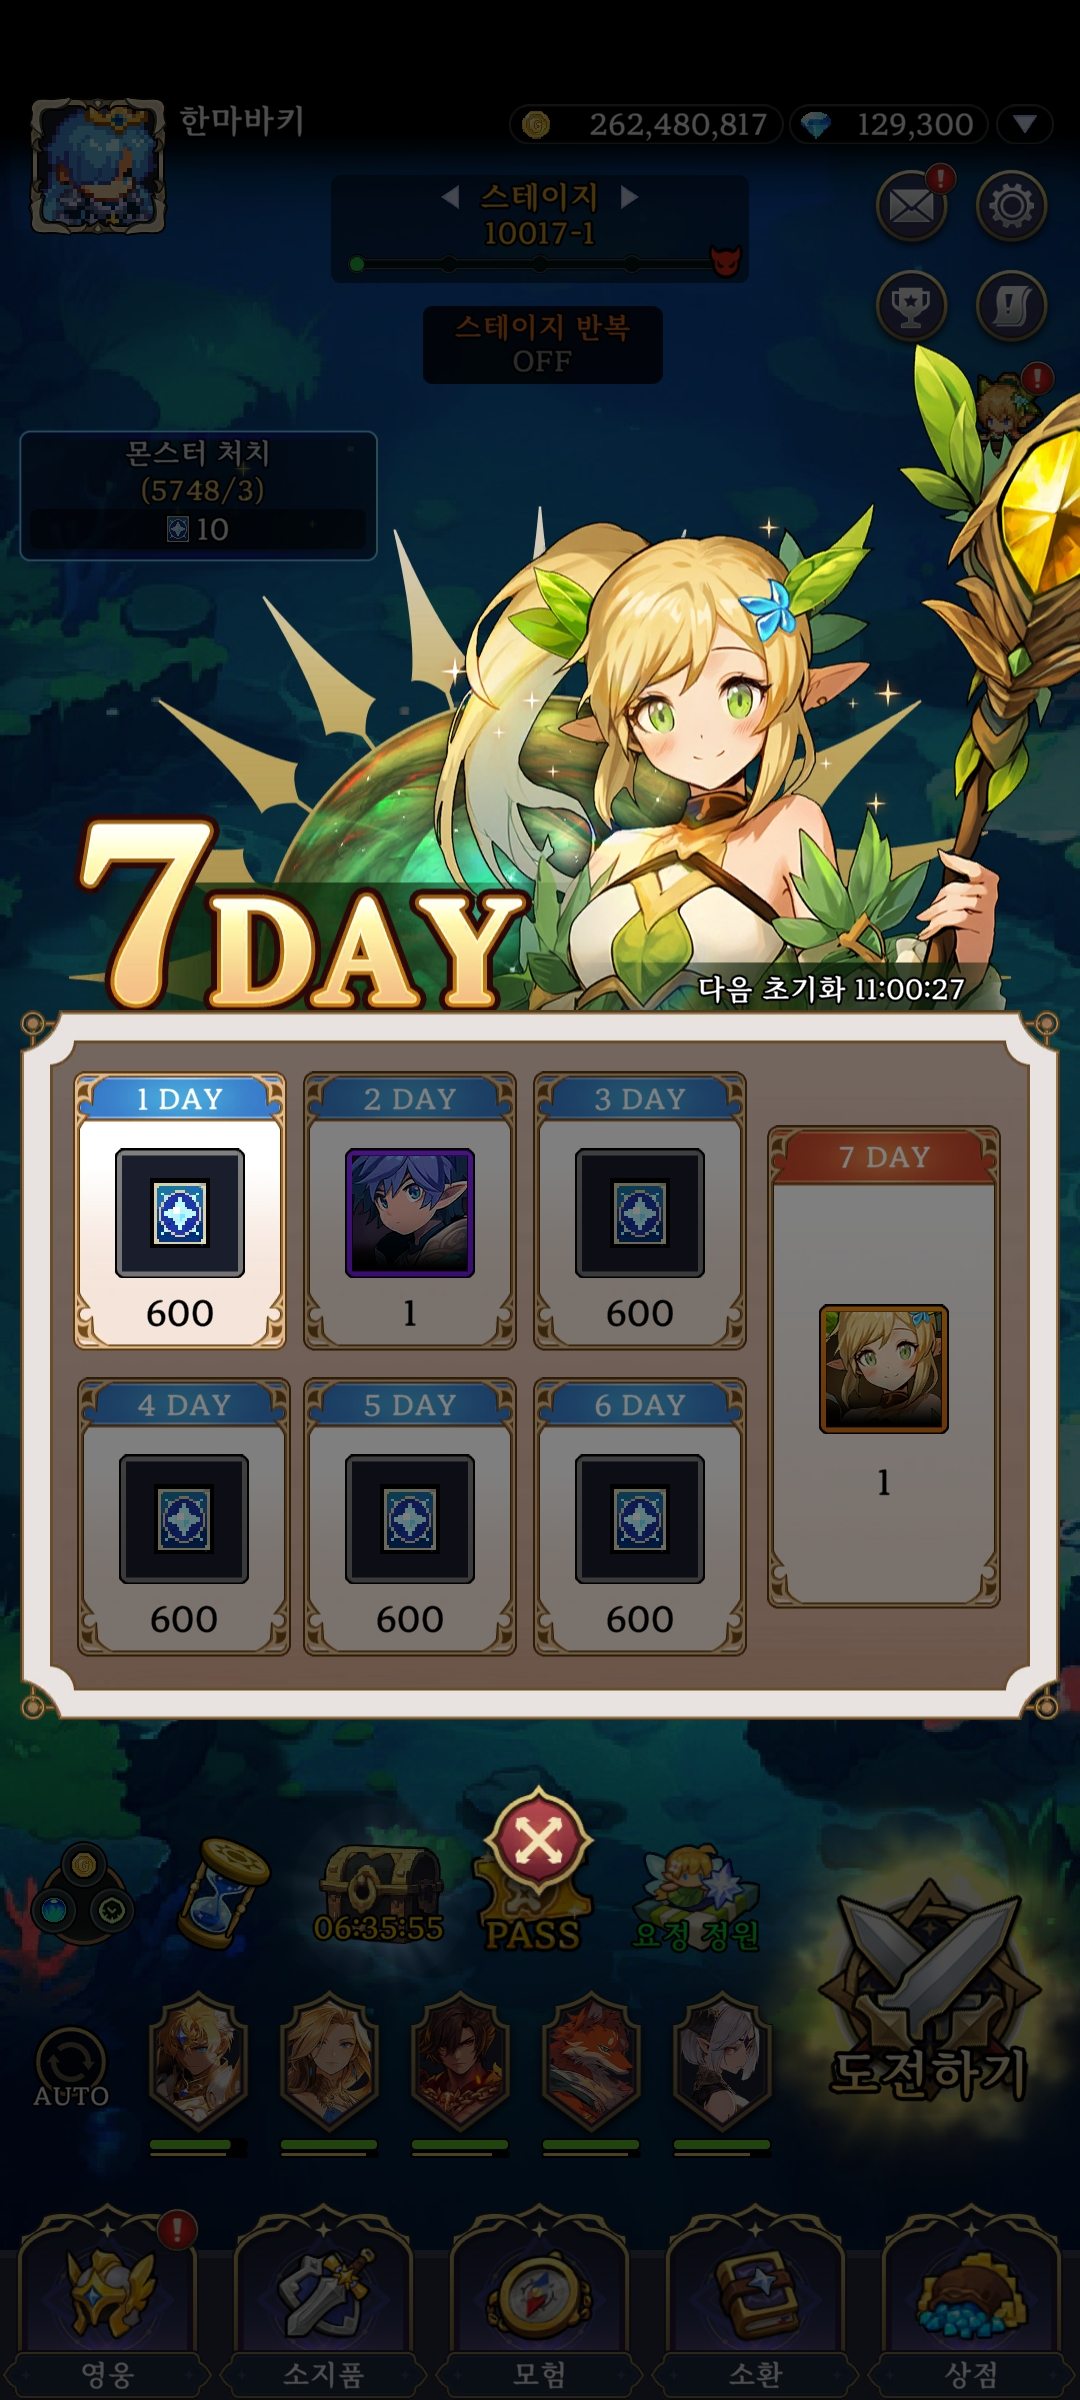 한마바키
262,480,817
129,300
스테이지
10017-1
스테이지 반복
OFF
몬스터 처치
(5748/3)
10
7DAY
다음 초기화 11:00:27
1 DAY
600
2 DAY
1
3 DAY
600
7 DAY
1
4 DAY
600
5 DAY
600
6 DAY
600
06:35:55
PASS
요정 정원
AUTO
도전하기
영웅
소지품
모험
소환
상점